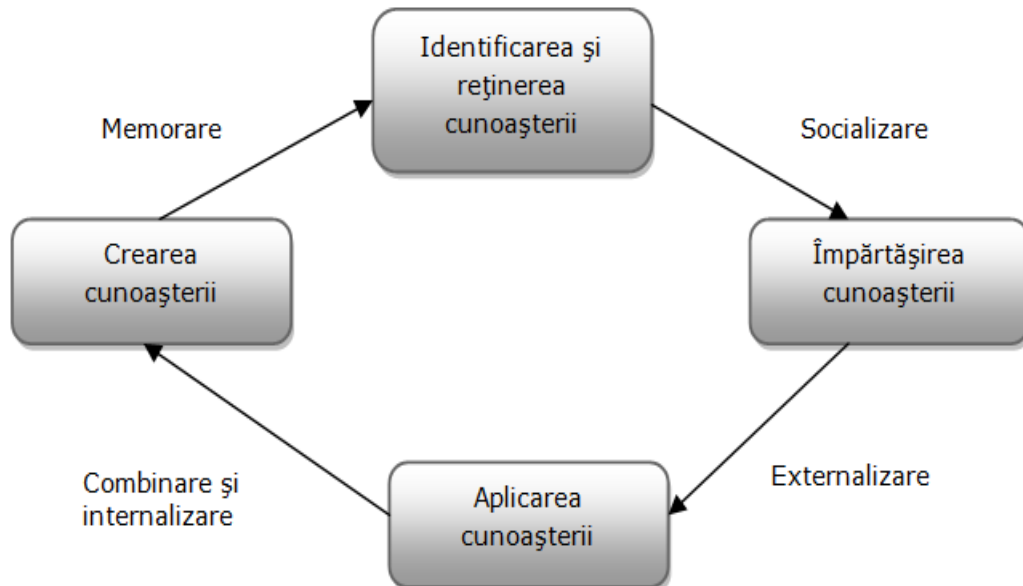 Identificarea şi
reţinerea
cunoaşterii
Memorare
Socializare
Crearea
cunoaşterii
Împărtăşirea
cunoaşterii
Combinare şi
internalizare
Externalizare
Aplicarea
cunoaşterii